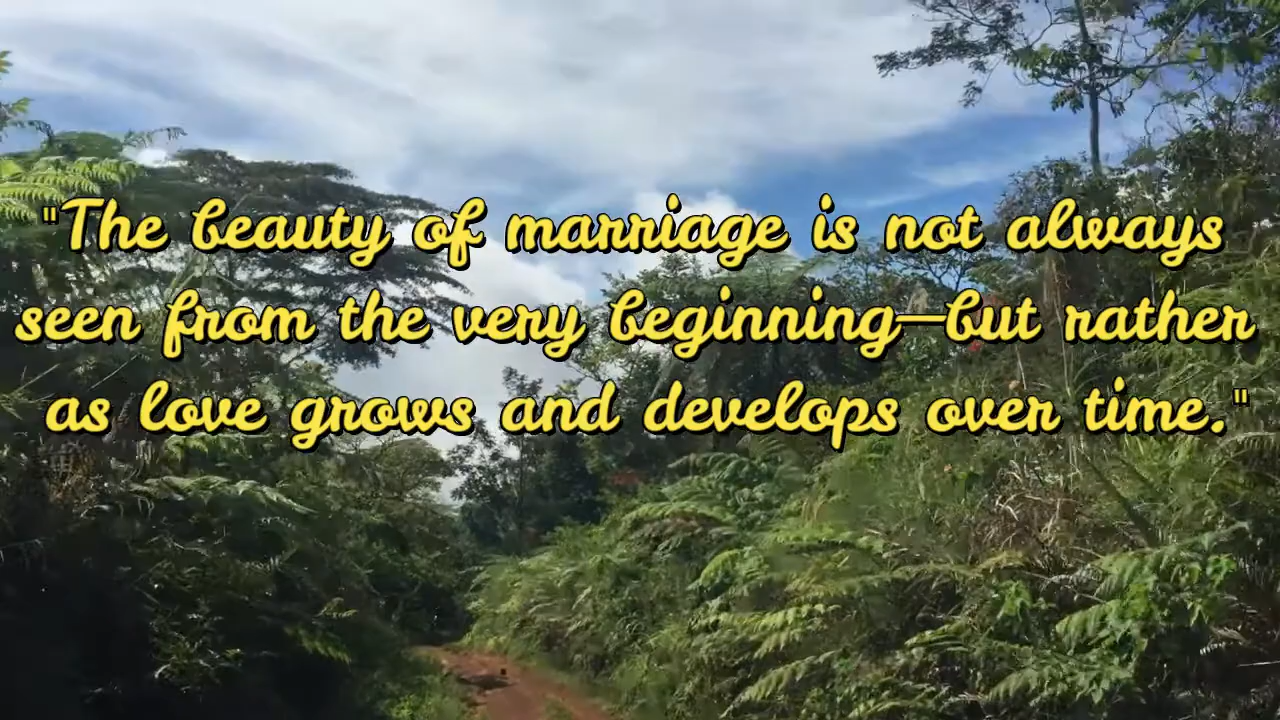 "The beauty of marriage is not always
seen from the very beginning—but rather
as love grows and develops over time."